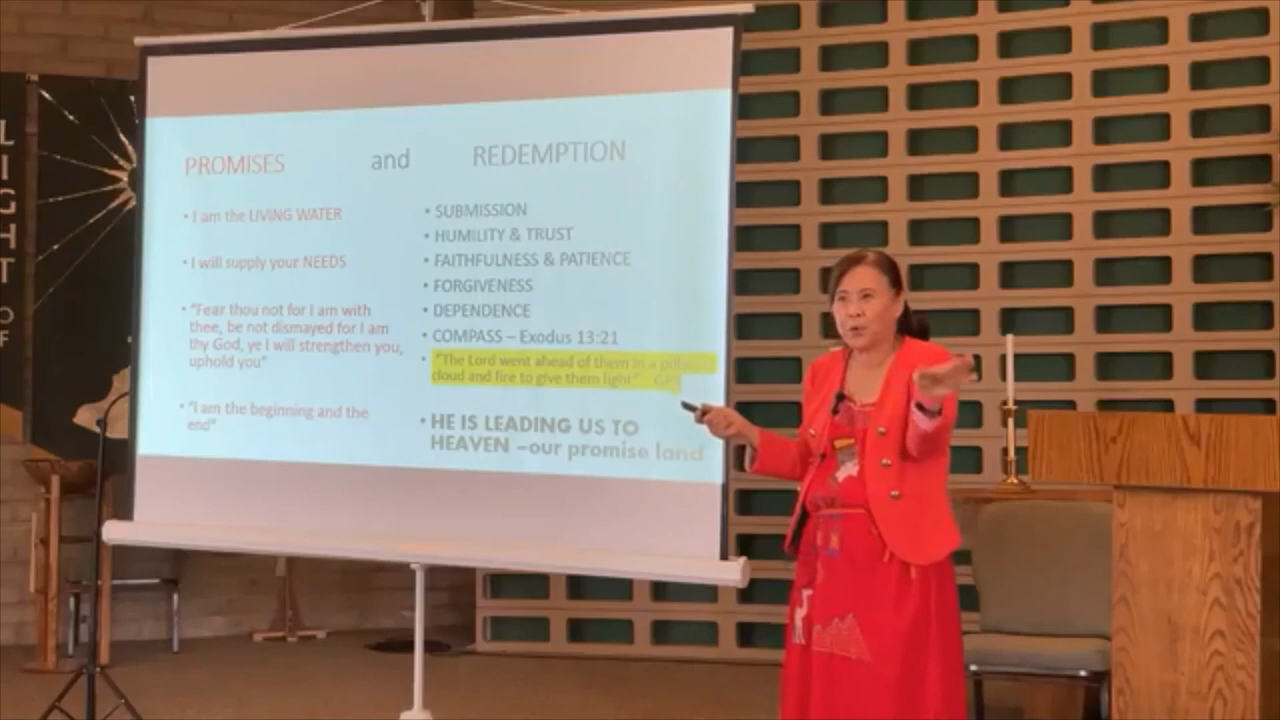 PROMISES and REDEMPTION
• I am the LIVING WATER
• I will supply your NEEDS
• "Fear thou not for I am with
thee, be not dismayed for I am
thy God, ye I will strengthen you,
uphold you"
• "I am the beginning and the
end"
• SUBMISSION
• HUMILITY & TRUST
• FAITHFULNESS & PATIENCE
• FORGIVENESS
• DEPENDENCE
• COMPASS – Exodus 13:21
• "The Lord went ahead of them in a
cloud and fire to give them light"
• HE IS LEADING US TO
HEAVEN –our promise land
L
I
G
H
T
O
F